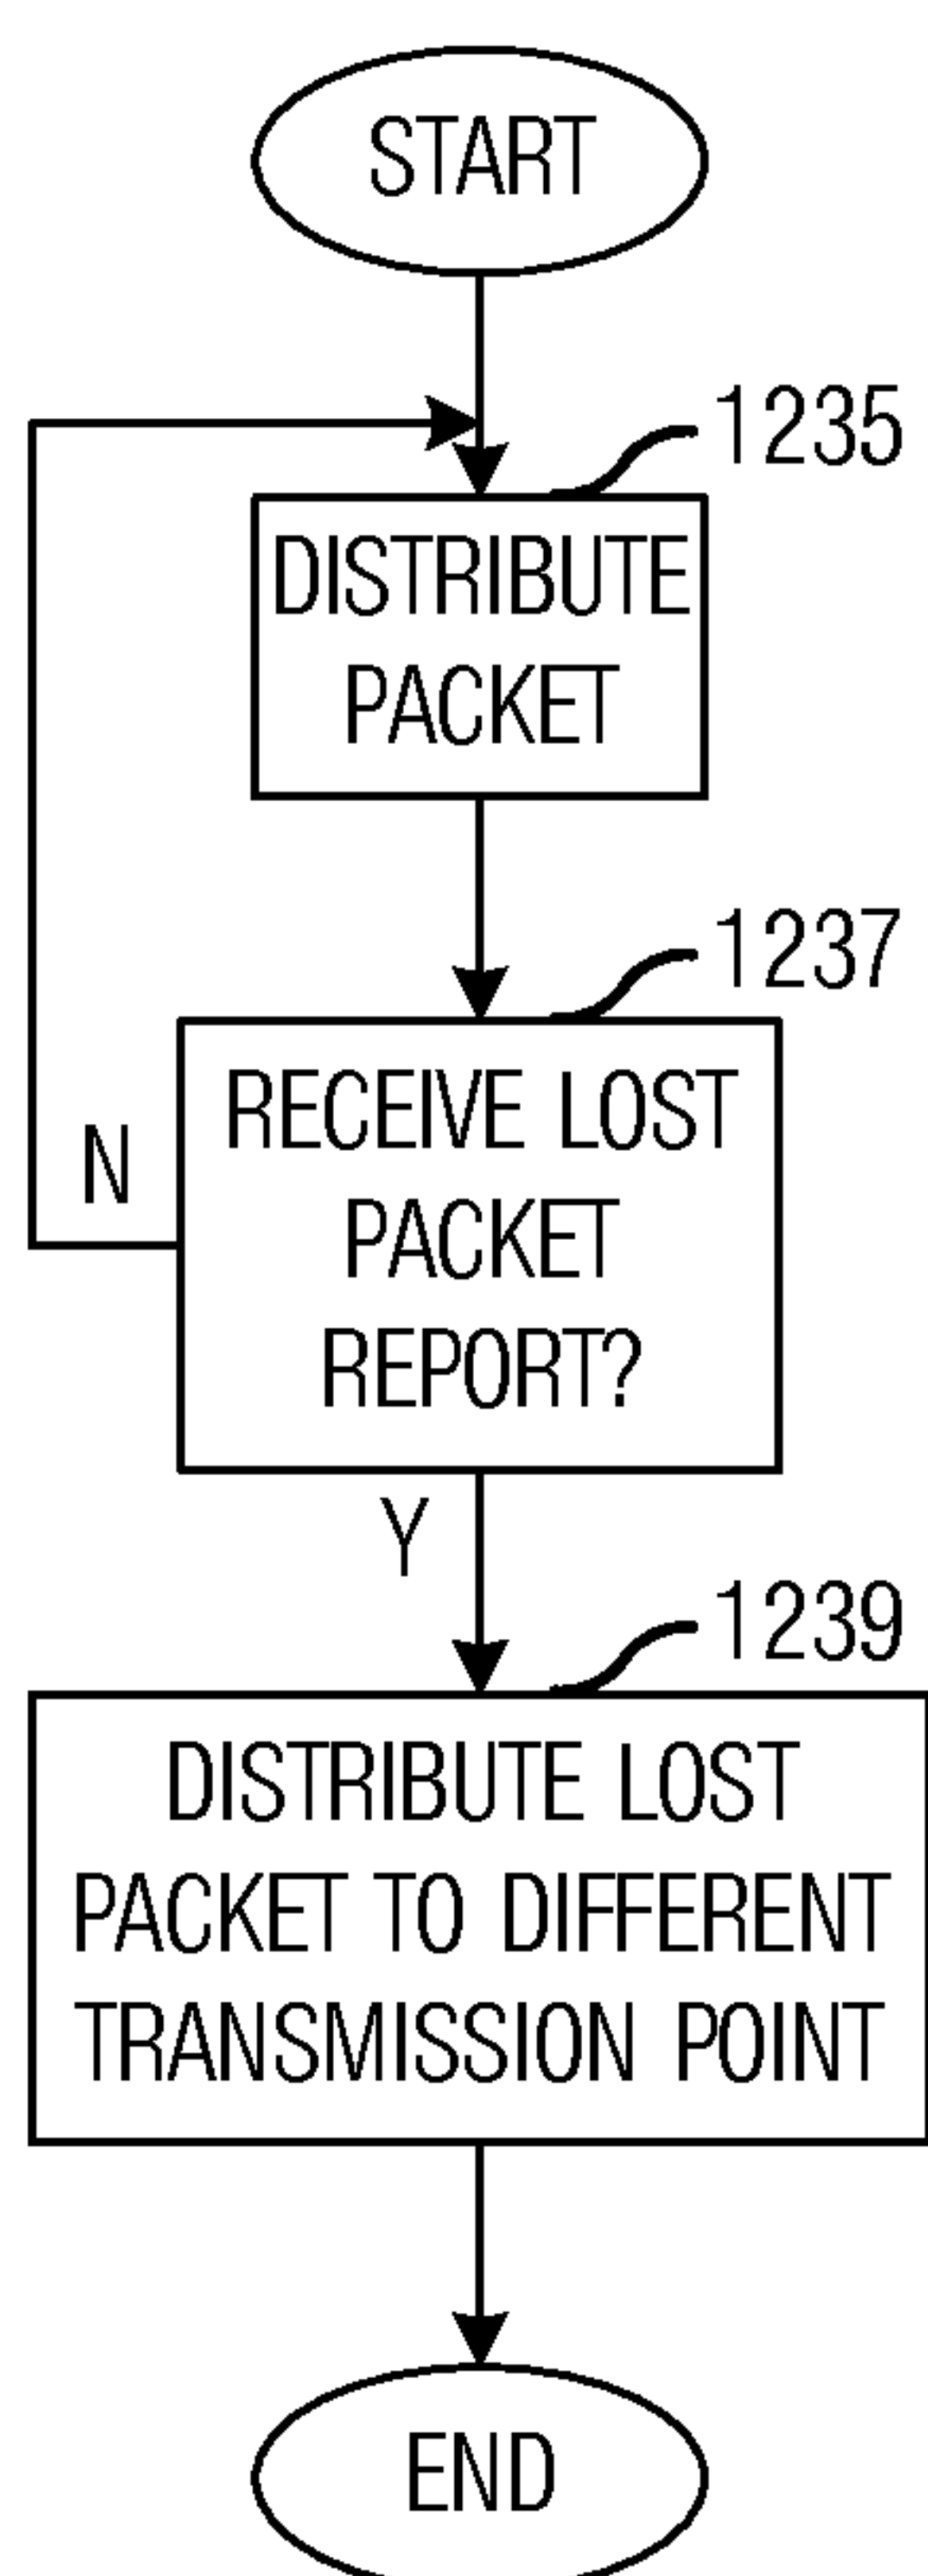 START
1235
DISTRIBUTE
PACKET
1237
RECEIVE LOST
PACKET
REPORT?
N
Y
1239
DISTRIBUTE LOST
PACKET TO DIFFERENT
TRANSMISSION POINT
END